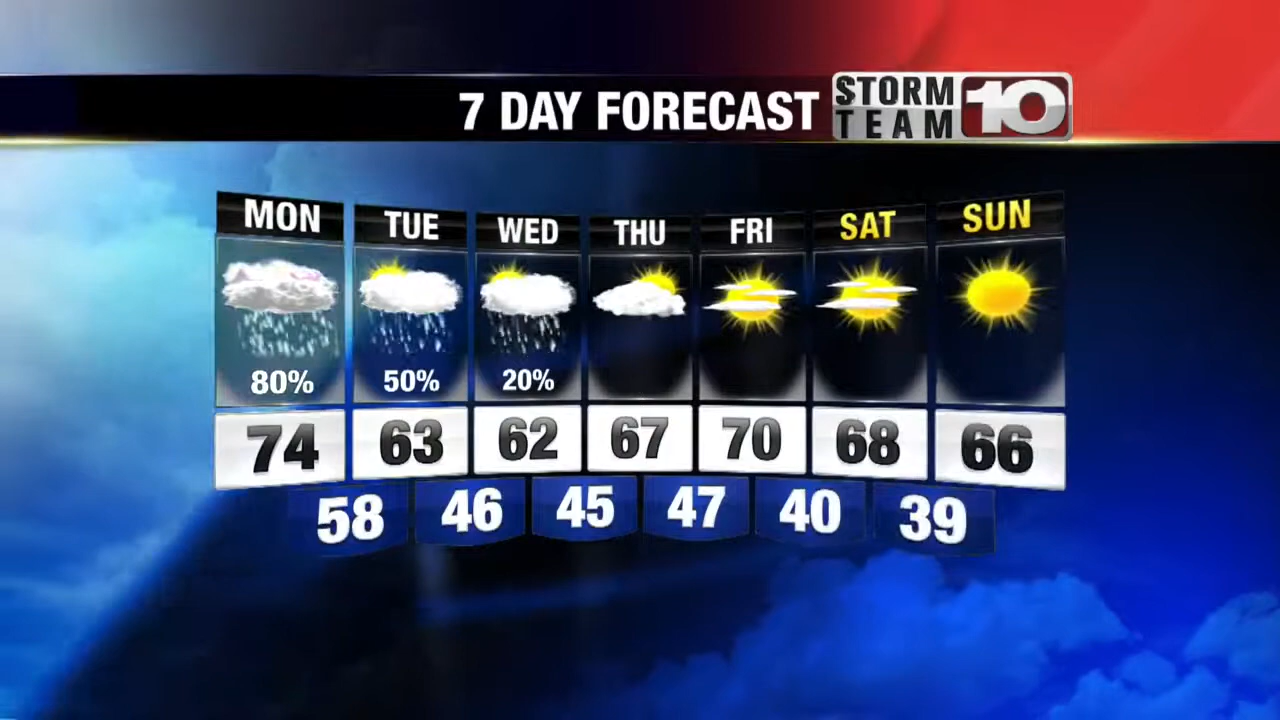 7 DAY FORECAST
STORM TEAM 10
MON TUE WED THU FRI SAT SUN
80% 50% 20%
74 63 62 67 70 68 66
58 46 45 47 40 39